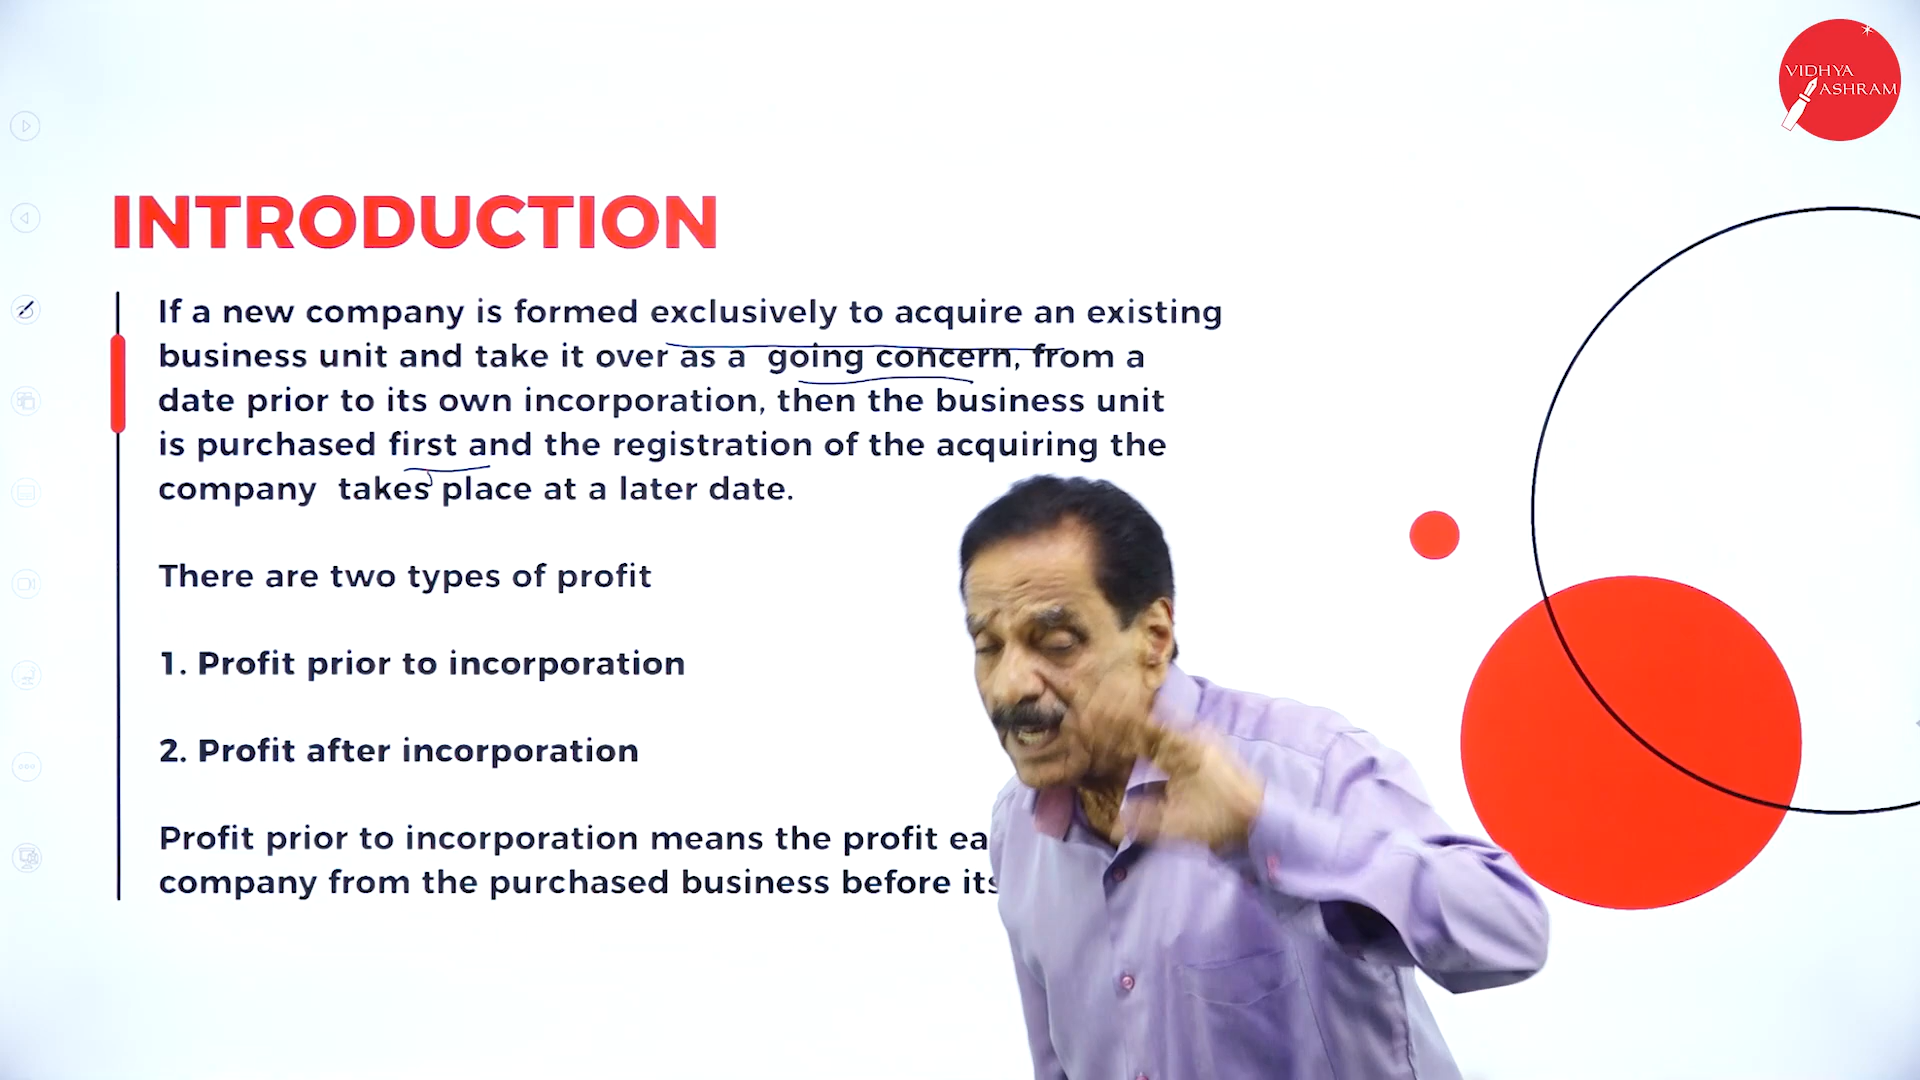 VIDHYA
ASHRAM
INTRODUCTION
If a new company is formed exclusively to acquire an existing
business unit and take it over as a going concern, from a
date prior to its own incorporation, then the business unit
is purchased first and the registration of the acquiring the
company takes place at a later date.
There are two types of profit
1. Profit prior to incorporation
2. Profit after incorporation
Profit prior to incorporation means the profit
company from the purchased business before its